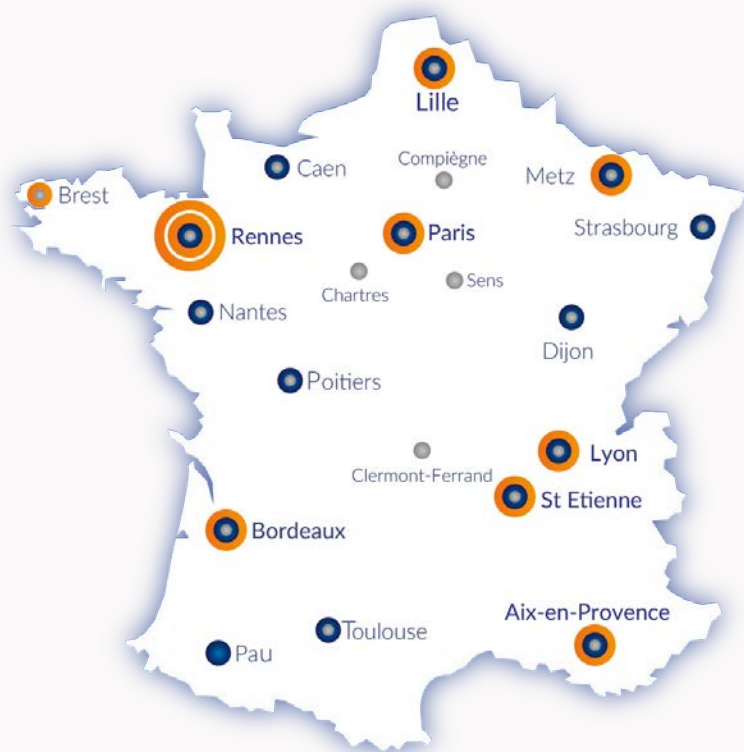 Lille
Compiègne
Caen
Metz
Brest
Strasbourg
Rennes
Paris
Chartres
Sens
Nantes
Dijon
Poitiers
Lyon
Clermont-Ferrand
St Etienne
Bordeaux
Aix-en-Provence
Toulouse
Pau